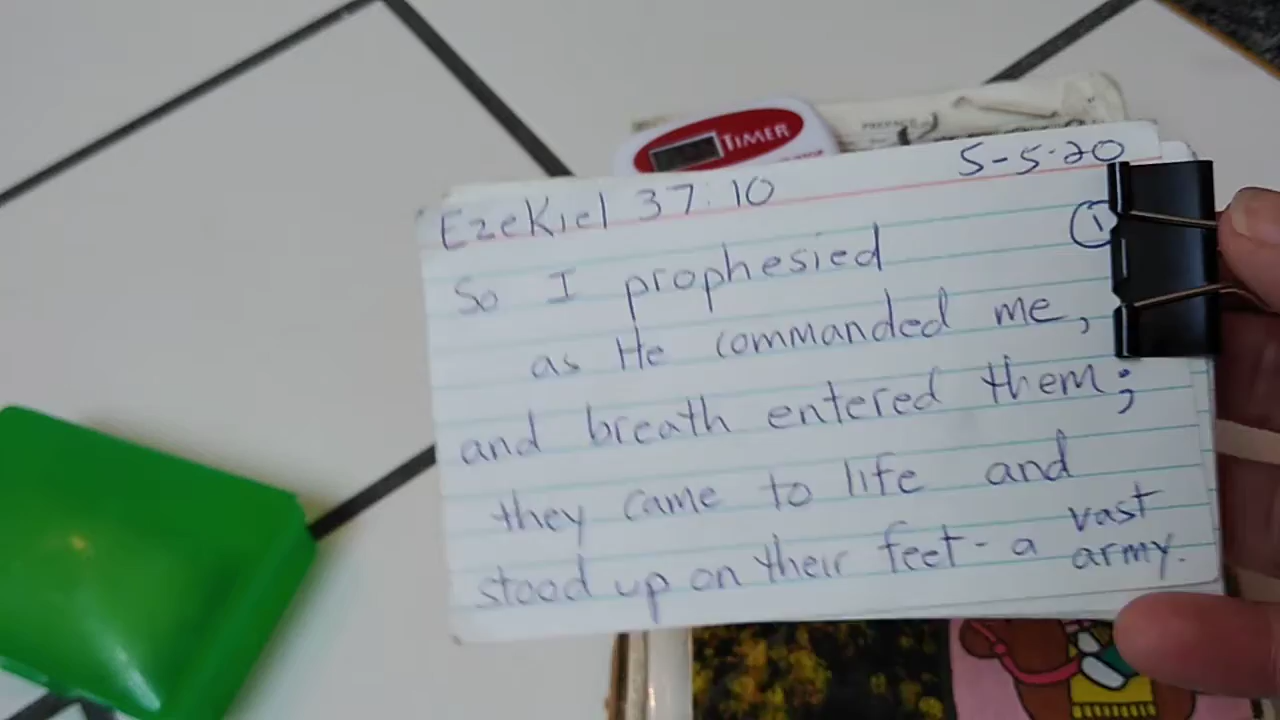 TIMER
Ezekiel 37:10 5-5-20
1
So I prophesied
as He commanded me,
and breath entered them;
they came to life and
stood up on their feet - a vast
army.